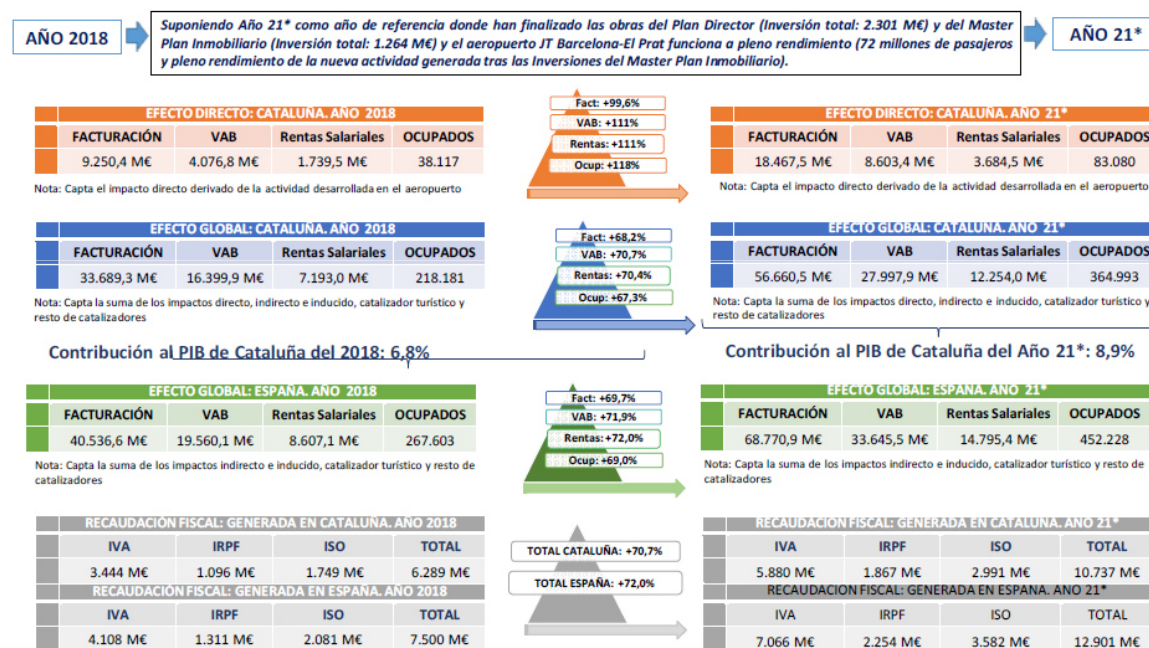 AÑO 2018
Suponiendo Año 21* como año de referencia donde han finalizado las obras del Plan Director (Inversión total: 2.301 M€) y del Master
Plan Inmobiliario (Inversión total: 1.264 M€) y el aeropuerto JT Barcelona-El Prat funciona a pleno rendimiento (72 millones de pasajeros
y pleno rendimiento de la nueva actividad generada tras las Inversiones del Master Plan Inmobiliario).
AÑO 21*
EFECTO DIRECTO: CATALUÑA. AÑO 2018
FACTURACIÓN VAB Rentas Salariales OCUPADOS
9.250,4 M€ 4.076,8 M€ 1.739,5 M€ 38.117
Nota: Capta el impacto directo derivado de la actividad desarrollada en el aeropuerto
Fact: +99,6%
VAB: +111%
Rentas: +111%
Ocup: +118%
EFECTO DIRECTO: CATALUÑA. AÑO 21*
FACTURACIÓN VAB Rentas Salariales OCUPADOS
18.467,5 M€ 8.603,4 M€ 3.684,5 M€ 83.080
Nota: Capta el impacto directo derivado de la actividad desarrollada en el aeropuerto
EFECTO GLOBAL: CATALUÑA. AÑO 2018
FACTURACIÓN VAB Rentas Salariales OCUPADOS
33.689,3 M€ 16.399,9 M€ 7.193,0 M€ 218.181
Nota: Capta la suma de los impactos directo, indirecto e inducido, catalizador turístico y
resto de catalizadores
Fact: +68,2%
VAB: +70,7%
Rentas: +70,4%
Ocup: +67,3%
EFECTO GLOBAL: CATALUÑA. AÑO 21*
FACTURACIÓN VAB Rentas Salariales OCUPADOS
56.660,5 M€ 27.997,9 M€ 12.254,0 M€ 364.993
Nota: Capta la suma de los impactos directo, indirecto e inducido, catalizador turístico y
resto de catalizadores
Contribución al PIB de Cataluña del 2018: 6,8%
Contribución al PIB de Cataluña del Año 21*: 8,9%
EFECTO GLOBAL: ESPAÑA. AÑO 2018
FACTURACIÓN VAB Rentas Salariales OCUPADOS
40.536,6 M€ 19.560,1 M€ 8.607,1 M€ 267.603
Nota: Capta la suma de los impactos indirecto e inducido, catalizador turístico y resto de
catalizadores
Fact: +69,7%
VAB: +71,9%
Rentas: +72,0%
Ocup: +69,0%
EFECTO GLOBAL: ESPAÑA. AÑO 21*
FACTURACIÓN VAB Rentas Salariales OCUPADOS
68.770,9 M€ 33.645,5 M€ 14.795,4 M€ 452.228
Nota: Capta la suma de los impactos indirecto e inducido, catalizador turístico y resto de
catalizadores
RECAUDACIÓN FISCAL: GENERADA EN CATALUÑA. AÑO 2018
IVA IRPF ISO TOTAL
3.444 M€ 1.096 M€ 1.749 M€ 6.289 M€
RECAUDACIÓN FISCAL: GENERADA EN ESPAÑA. AÑO 2018
IVA IRPF ISO TOTAL
4.108 M€ 1.311 M€ 2.081 M€ 7.500 M€
TOTAL CATALUÑA: +70,7%
TOTAL ESPAÑA: +72,0%
RECAUDACIÓN FISCAL: GENERADA EN CATALUÑA. AÑO 21*
IVA IRPF ISO TOTAL
5.880 M€ 1.867 M€ 2.991 M€ 10.737 M€
RECAUDACIÓN FISCAL: GENERADA EN ESPAÑA. AÑO 21*
IVA IRPF ISO TOTAL
7.066 M€ 2.254 M€ 3.582 M€ 12.901 M€